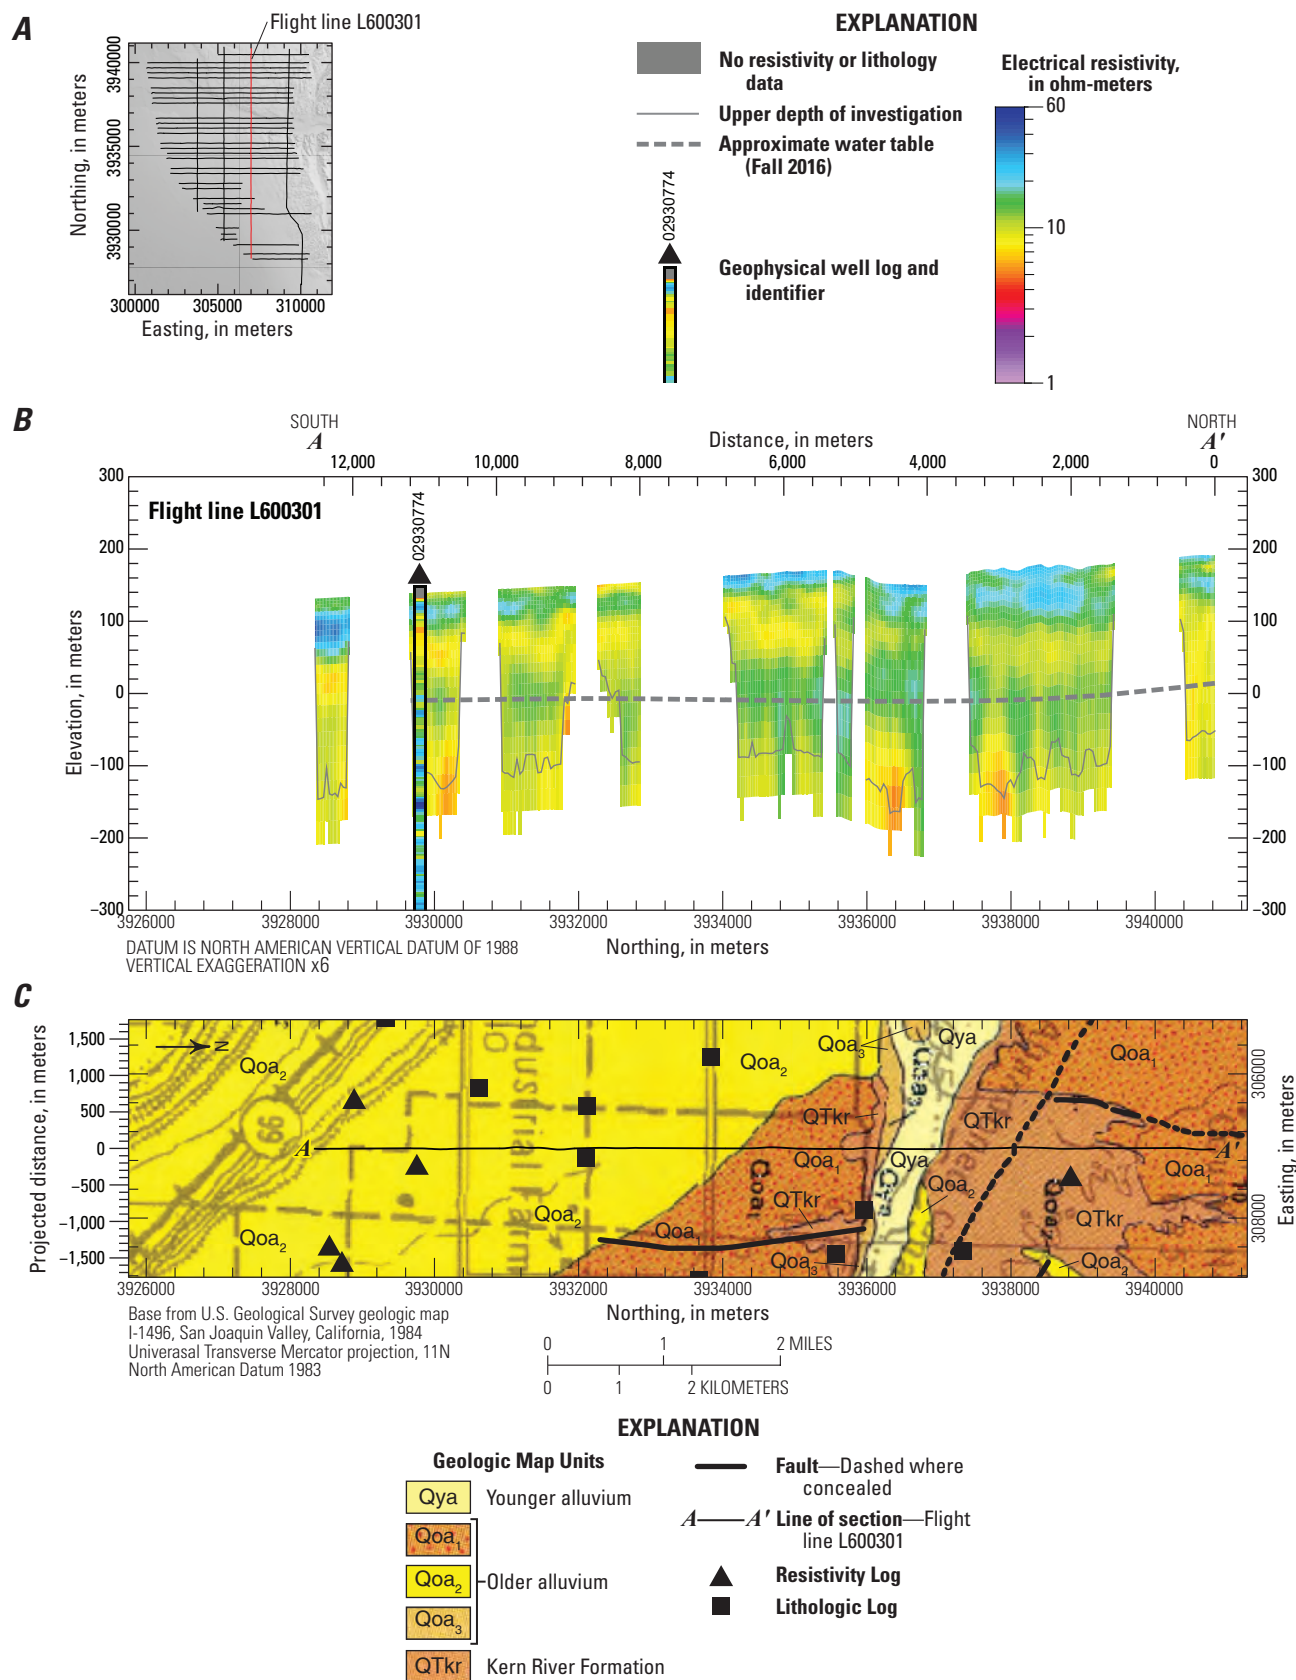 A
Flight line L600301
Northing, in meters
3940000
3935000
3930000
300000 305000 310000
Easting, in meters
EXPLANATION
No resistivity or lithology
data
Upper depth of investigation
Approximate water table
(Fall 2016)
02930774
Geophysical well log and
identifier
Electrical resistivity,
in ohm-meters
60
10
1
B
SOUTH
A
Distance, in meters
NORTH
A′
12,000 10,000 8,000 6,000 4,000 2,000 0
Flight line L600301
02930774
Elevation, in meters
300
200
100
0
–100
–200
–300
300
200
100
0
–100
–200
–300
3926000 3928000 3930000 3932000 3934000 3936000 3938000 3940000
Northing, in meters
DATUM IS NORTH AMERICAN VERTICAL DATUM OF 1988
VERTICAL EXAGGERATION x6
C
Projected distance, in meters
1,500
1,000
500
0
–500
–1,000
–1,500
N
Qoa2
99
A
Qoa2
dustrial Farm
Qoa2
Qoa2
Qoa3
Qya
Qoa1
QTkr
QTkr
Qoa1
Qya
Qoa2
Qoa1
A′
QTkr
QTkr
Qoa1
Qoa3
Qoa2
306000
308000
Easting, in meters
3926000 3928000 3930000 3932000 3934000 3936000 3938000 3940000
Northing, in meters
Base from U.S. Geological Survey geologic map
I-1496, San Joaquin Valley, California, 1984
Univerasal Transverse Mercator projection, 11N
North American Datum 1983
0 1 2 MILES
0 1 2 KILOMETERS
EXPLANATION
Geologic Map Units
Qya Younger alluvium
Qoa1
Qoa2 Older alluvium
Qoa3
QTkr Kern River Formation
Fault—Dashed where
concealed
A—A′ Line of section—Flight
line L600301
Resistivity Log
Lithologic Log